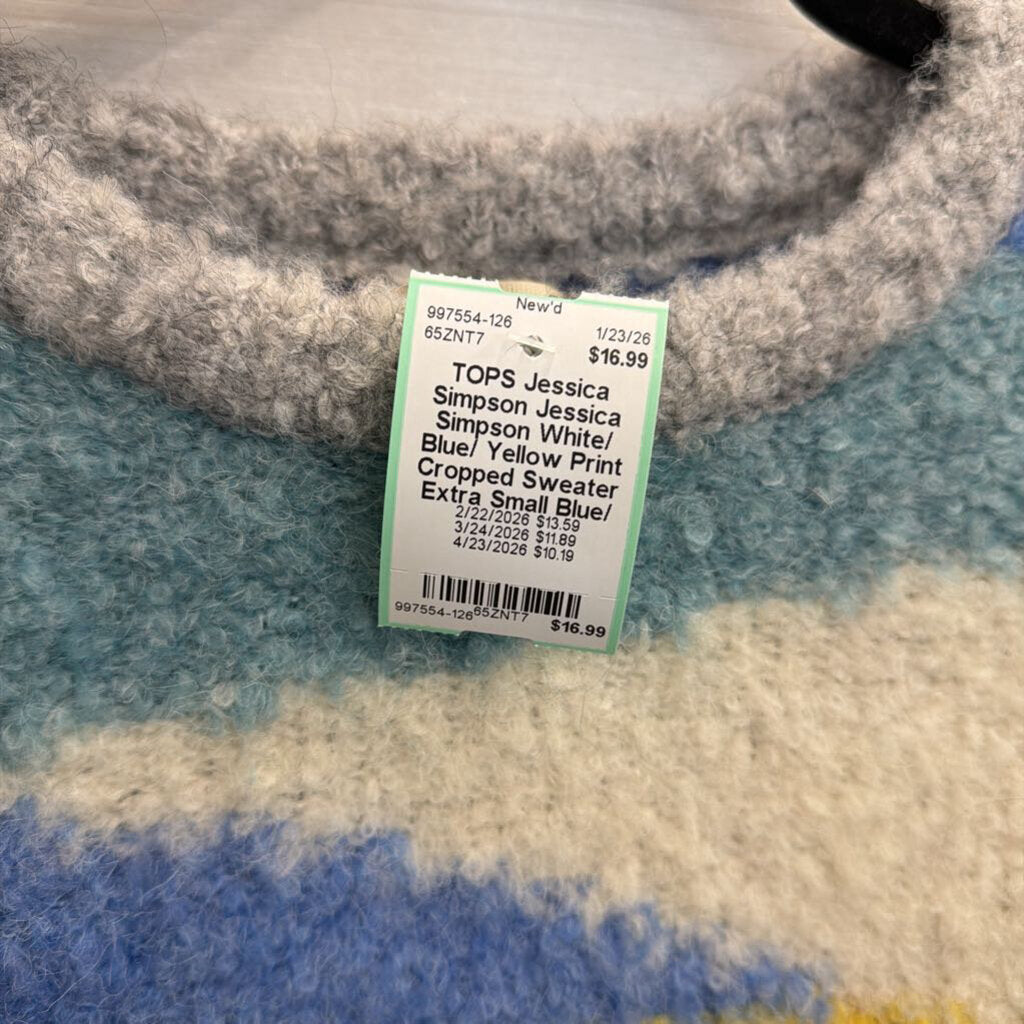 New'd
997554-126 1/23/26
65ZNT7 $16.99
TOPS Jessica
Simpson Jessica
Simpson White/
Blue/ Yellow Print
Cropped Sweater
Extra Small Blue/
2/22/2026 $13.59
3/24/2026 $11.89
4/23/2026 $10.19
997554-126 65ZNT7 $16.99